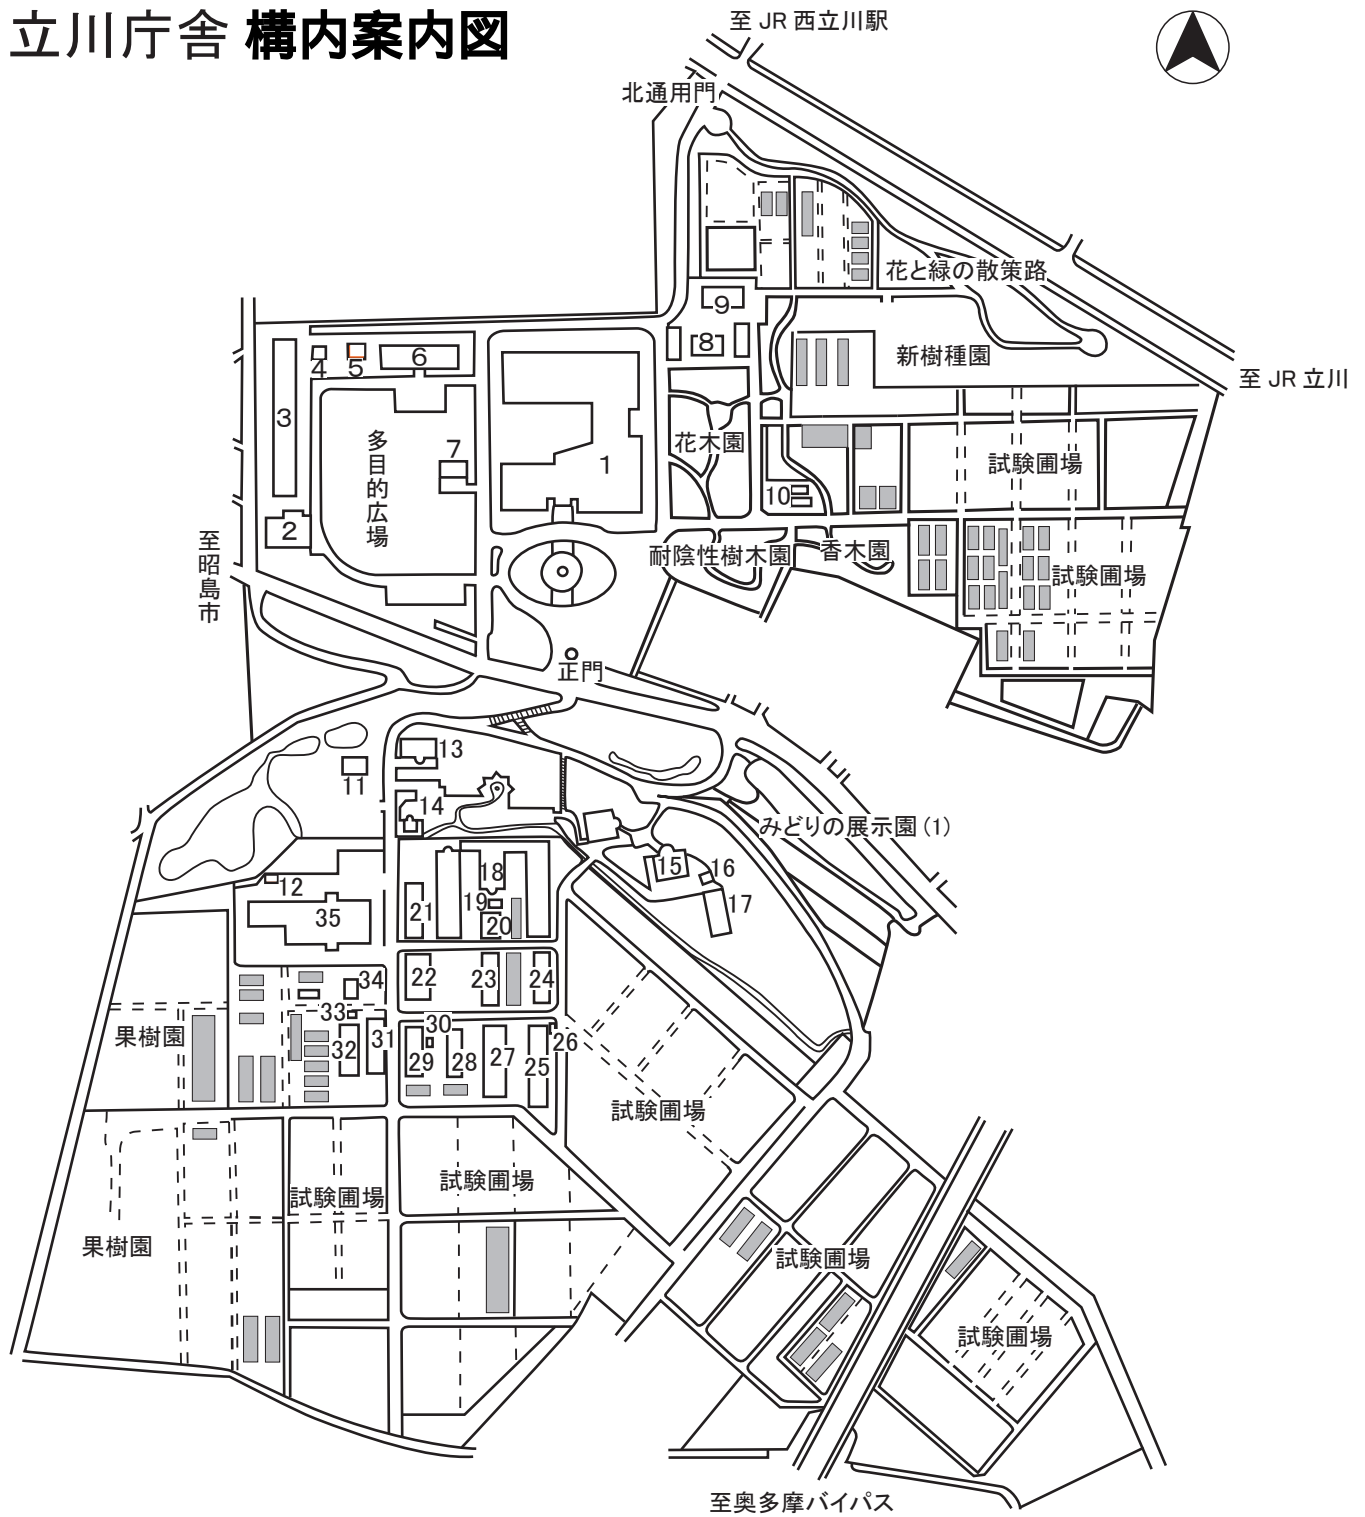 立川庁舎 構内案内図
至 JR 西立川駅
北通用門
花と緑の散策路
9
8
新樹種園
至 JR 立川
4
5
6
3
7
多目的広場
1
花木園
試験圃場
10
2
至昭島市
耐陰性樹木園
香木園
試験圃場
正門
13
11
14
みどりの展示園(1)
15
16
17
12
18
19
20
21
35
22
23
24
34
33
果樹園
32
31
30
29
28
27
25
26
試験圃場
試験圃場
試験圃場
果樹園
試験圃場
試験圃場
至奥多摩バイパス